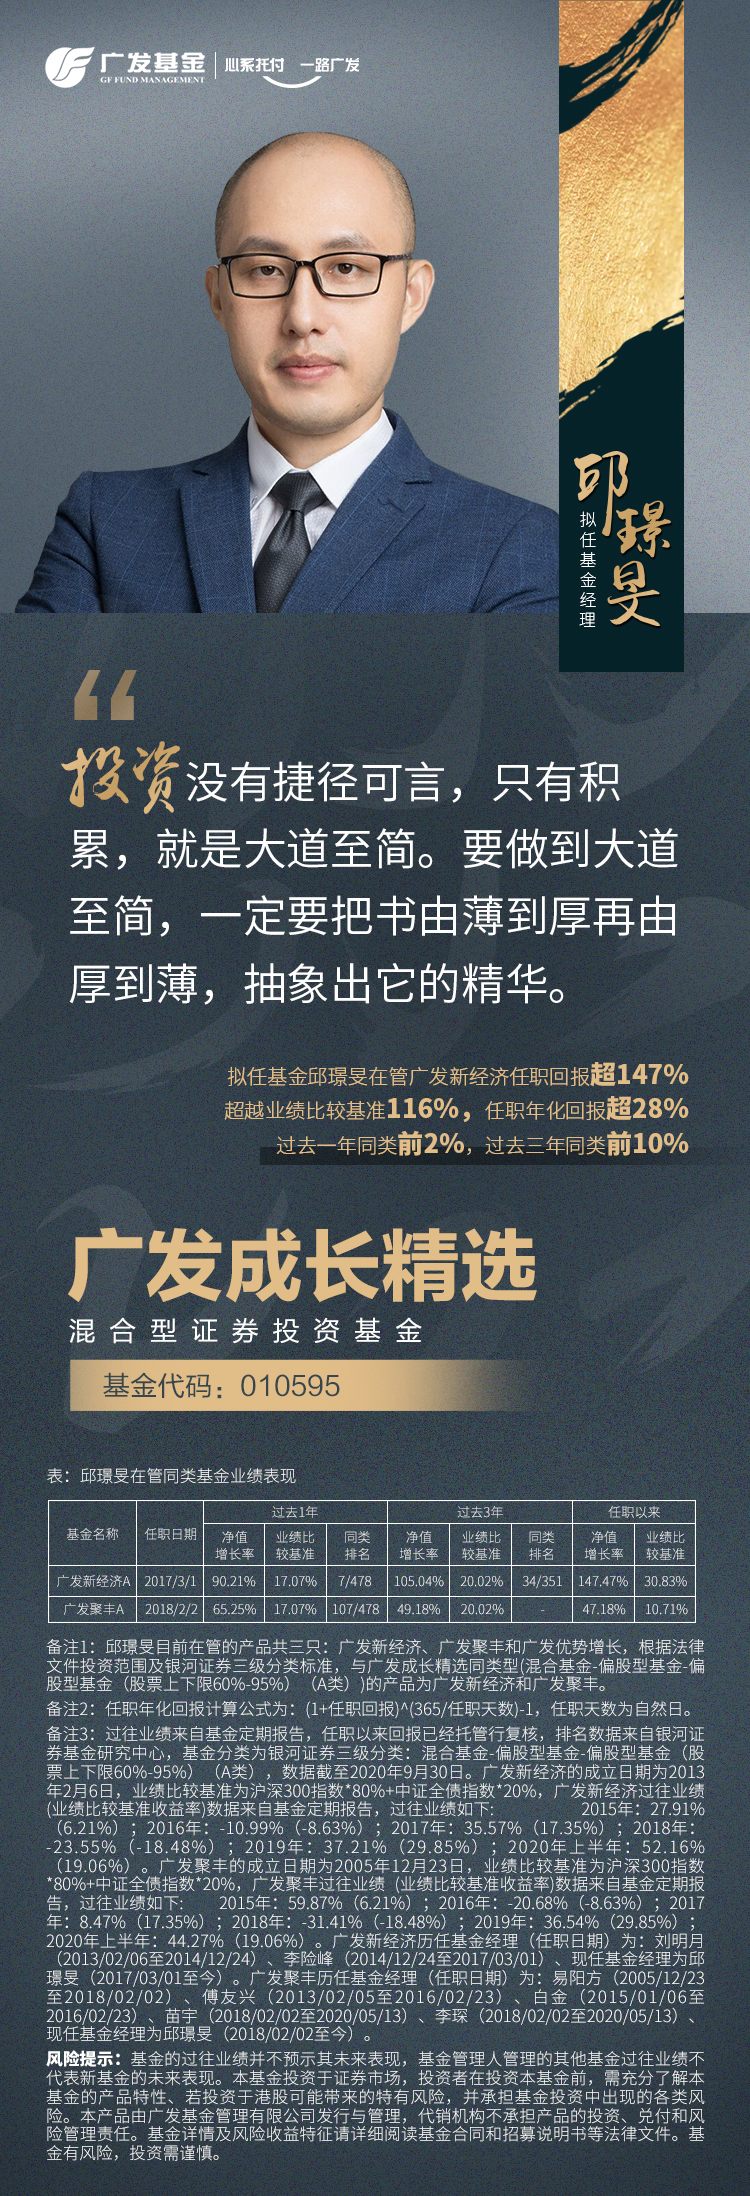 广发基金
GF FUND MANAGEMENT
心系托付 一路广发
邱璟旻
拟任基金经理
“
投资没有捷径可言，只有积
累，就是大道至简。要做到大道
至简，一定要把书由薄到厚再由
厚到薄，抽象出它的精华。
拟任基金邱璟旻在管广发新经济任职回报超147%
超越业绩比较基准116%，任职年化回报超28%
过去一年同类前2%，过去三年同类前10%
广发成长精选
混合型证券投资基金
基金代码：010595
表：邱璟旻在管同类基金业绩表现
基金名称 任职日期 过去1年 过去3年 任职以来
净值增长率 业绩比较基准 同类排名 净值增长率 业绩比较基准 同类排名 净值增长率 业绩比较基准
广发新经济A 2017/3/1 90.21% 17.07% 7/478 105.04% 20.02% 34/351 147.47% 30.83%
广发聚丰A 2018/2/2 65.25% 17.07% 107/478 49.18% 20.02% - 47.18% 10.71%
备注1：邱璟旻目前在管的产品共三只：广发新经济、广发聚丰和广发优势增长，根据法律
文件投资范围及银河证券三级分类标准，与广发成长精选同类型(混合基金-偏股型基金-偏
股型基金（股票上下限60%-95%）（A类）)的产品为广发新经济和广发聚丰。
备注2：任职年化回报计算公式为：(1+任职回报)^(365/任职天数)-1，任职天数为自然日。
备注3：过往业绩来自基金定期报告，任职以来回报已经托管行复核，排名数据来自银河证
券基金研究中心，基金分类为银河证券三级分类：混合基金-偏股型基金-偏股型基金（股
票上下限60%-95%）（A类），数据截至2020年9月30日。广发新经济的成立日期为2013
年2月6日，业绩比较基准为沪深300指数*80%+中证全债指数*20%，广发新经济过往业绩
(业绩比较基准收益率)数据来自基金定期报告，过往业绩如下: 2015年：27.91%
（6.21%）；2016年：-10.99%（-8.63%）；2017年：35.57%（17.35%）；2018年：
-23.55%（-18.48%）；2019年：37.21%（29.85%）；2020年上半年：52.16%
（19.06%）。广发聚丰的成立日期为2005年12月23日，业绩比较基准为沪深300指数
*80%+中证全债指数*20%，广发聚丰过往业绩 (业绩比较基准收益率)数据来自基金定期报
告，过往业绩如下: 2015年：59.87%（6.21%）；2016年：-20.68%（-8.63%）；2017
年：8.47%（17.35%）；2018年：-31.41%（-18.48%）；2019年：36.54%（29.85%）；
2020年上半年：44.27%（19.06%）。广发新经济历任基金经理（任职日期）为：刘明月
（2013/02/06至2014/12/24）、李险峰（2014/12/24至2017/03/01）、现任基金经理为邱
璟旻（2017/03/01至今）。广发聚丰历任基金经理（任职日期）为：易阳方（2005/12/23
至2018/02/02）、傅友兴（2013/02/05至2016/02/23）、白金（2015/01/06至
2016/02/23）、苗宇（2018/02/02至2020/05/13）、李琛（2018/02/02至2020/05/13）、
现任基金经理为邱璟旻（2018/02/02至今）。
风险提示：基金的过往业绩并不预示其未来表现，基金管理人管理的其他基金过往业绩不
代表新基金的未来表现。本基金投资于证券市场，投资者在投资本基金前，需充分了解本
基金的产品特性、若投资于港股可能带来的特有风险，并承担基金投资中出现的各类风
险。本产品由广发基金管理有限公司发行与管理，代销机构不承担产品的投资、兑付和风
险管理责任。基金详情及风险收益特征请详细阅读基金合同和招募说明书等法律文件。基
金有风险，投资需谨慎。